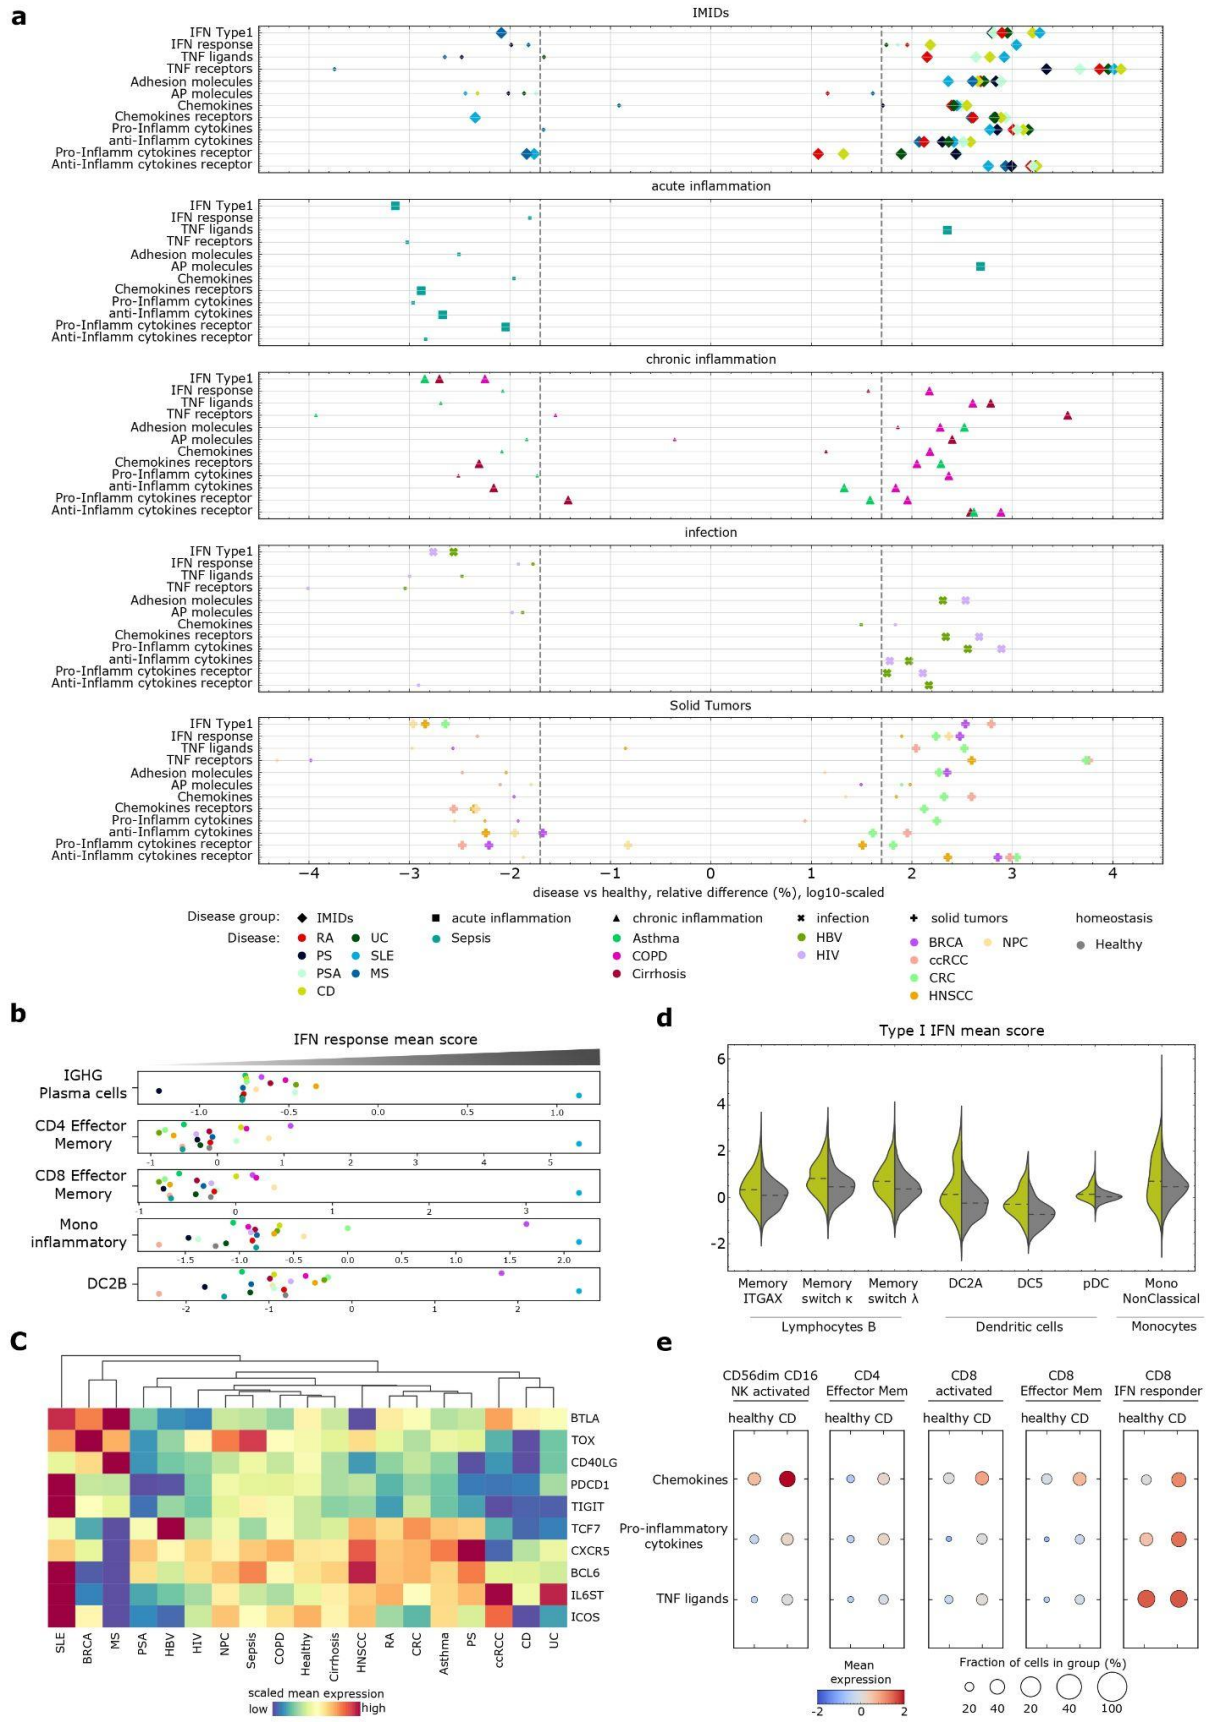 a
IMIDs
IFN Type1
IFN response
TNF ligands
TNF receptors
Adhesion molecules
AP molecules
Chemokines
Chemokines receptors
Pro-Inflamm cytokines
anti-Inflamm cytokines
Pro-Inflamm cytokines receptor
Anti-Inflamm cytokines receptor
acute inflammation
IFN Type1
IFN response
TNF ligands
TNF receptors
Adhesion molecules
AP molecules
Chemokines
Chemokines receptors
Pro-Inflamm cytokines
anti-Inflamm cytokines
Pro-Inflamm cytokines receptor
Anti-Inflamm cytokines receptor
chronic inflammation
IFN Type1
IFN response
TNF ligands
TNF receptors
Adhesion molecules
AP molecules
Chemokines
Chemokines receptors
Pro-Inflamm cytokines
anti-Inflamm cytokines
Pro-Inflamm cytokines receptor
Anti-Inflamm cytokines receptor
infection
IFN Type1
IFN response
TNF ligands
TNF receptors
Adhesion molecules
AP molecules
Chemokines
Chemokines receptors
Pro-Inflamm cytokines
anti-Inflamm cytokines
Pro-Inflamm cytokines receptor
Anti-Inflamm cytokines receptor
Solid Tumors
IFN Type1
IFN response
TNF ligands
TNF receptors
Adhesion molecules
AP molecules
Chemokines
Chemokines receptors
Pro-Inflamm cytokines
anti-Inflamm cytokines
Pro-Inflamm cytokines receptor
Anti-Inflamm cytokines receptor
−4 −3 −2 −1 0 1 2 3 4
disease vs healthy, relative difference (%), log10-scaled
Disease group: IMIDs acute inflammation chronic inflammation infection solid tumors homeostasis
Disease: RA UC Sepsis Asthma HBV BRCA NPC Healthy
PS SLE COPD HIV ccRCC
PSA MS Cirrhosis CRC
CD HNSCC
b
IFN response mean score
IGHG
Plasma cells
-1.0 -0.5 0.0 0.5 1.0
CD4 Effector
Memory
-1 0 1 2 3 4 5
CD8 Effector
Memory
-1 0 1 2 3
Mono
inflammatory
-1.5 -1.0 -0.5 0.0 0.5 1.0 1.5 2.0
DC2B
-2 -1 0 1 2
d
Type I IFN mean score
6
4
2
0
-2
Memory ITGAX
Memory switch κ
Memory switch λ
DC2A
DC5
pDC
Mono NonClassical
Lymphocytes B
Dendritic cells
Monocytes
C
BTLA
TOX
CD40LG
PDCD1
TIGIT
TCF7
CXCR5
BCL6
IL6ST
ICOS
SLE
BRCA
MS
PSA
HBV
HIV
NPC
Sepsis
COPD
Healthy
Cirrhosis
HNSCC
RA
CRC
Asthma
PS
ccRCC
CD
UC
scaled mean expression
low high
e
CD56dim CD16
NK activated
CD4
Effector Mem
CD8
activated
CD8
Effector Mem
CD8
IFN responder
healthy CD healthy CD healthy CD healthy CD healthy CD
Chemokines
Pro-inflammatory
cytokines
TNF ligands
Mean
expression
-2 0 2
Fraction of cells in group (%)
20 40 20 40 100